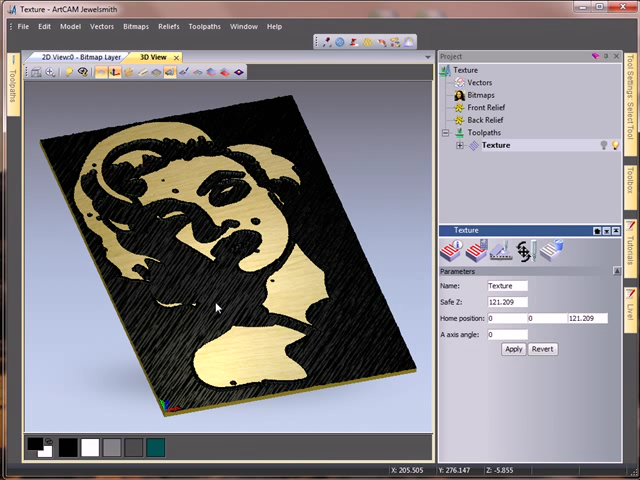 Texture - ArtCAM Jewelsmith
File Edit Model Vectors Bitmaps Reliefs Toolpaths Window Help
2D View:0 - Bitmap Layer 3D View
Project
Toolpaths
Texture
Vectors
Bitmaps
Front Relief
Back Relief
Toolpaths
Texture
Tool Settings: Select Tool
Toolbox
Tutorials
Live!
Texture
Parameters
Name: Texture
Safe Z: 121.209
Home position: 0 0 121.209
A axis angle: 0
Apply Revert
X: 205.505 Y: 276.147 Z: -5.855